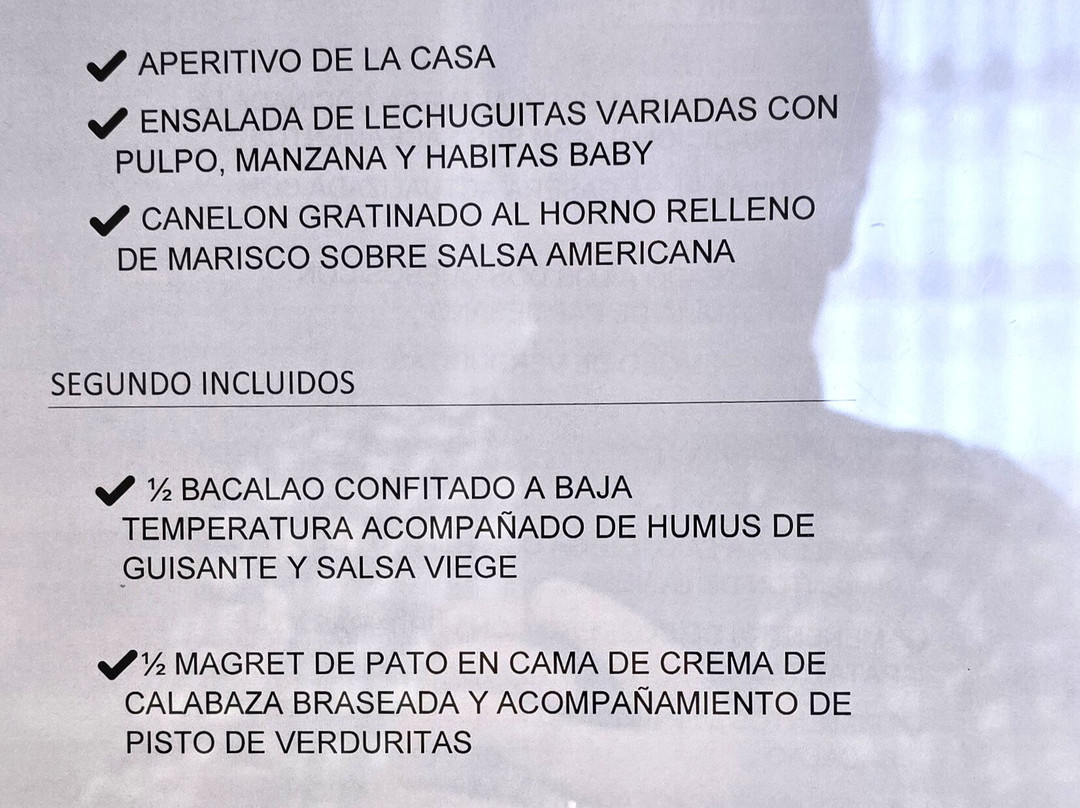 ✔ APERITIVO DE LA CASA
✔ ENSALADA DE LECHUGUITAS VARIADAS CON
PULPO, MANZANA Y HABITAS BABY
✔ CANELON GRATINADO AL HORNO RELLENO
DE MARISCO SOBRE SALSA AMERICANA
SEGUNDO INCLUIDOS
✔ ½ BACALAO CONFITADO A BAJA
TEMPERATURA ACOMPAÑADO DE HUMUS DE
GUISANTE Y SALSA VIEGE
✔ ½ MAGRET DE PATO EN CAMA DE CREMA DE
CALABAZA BRASEADA Y ACOMPAÑAMIENTO DE
PISTO DE VERDURITAS